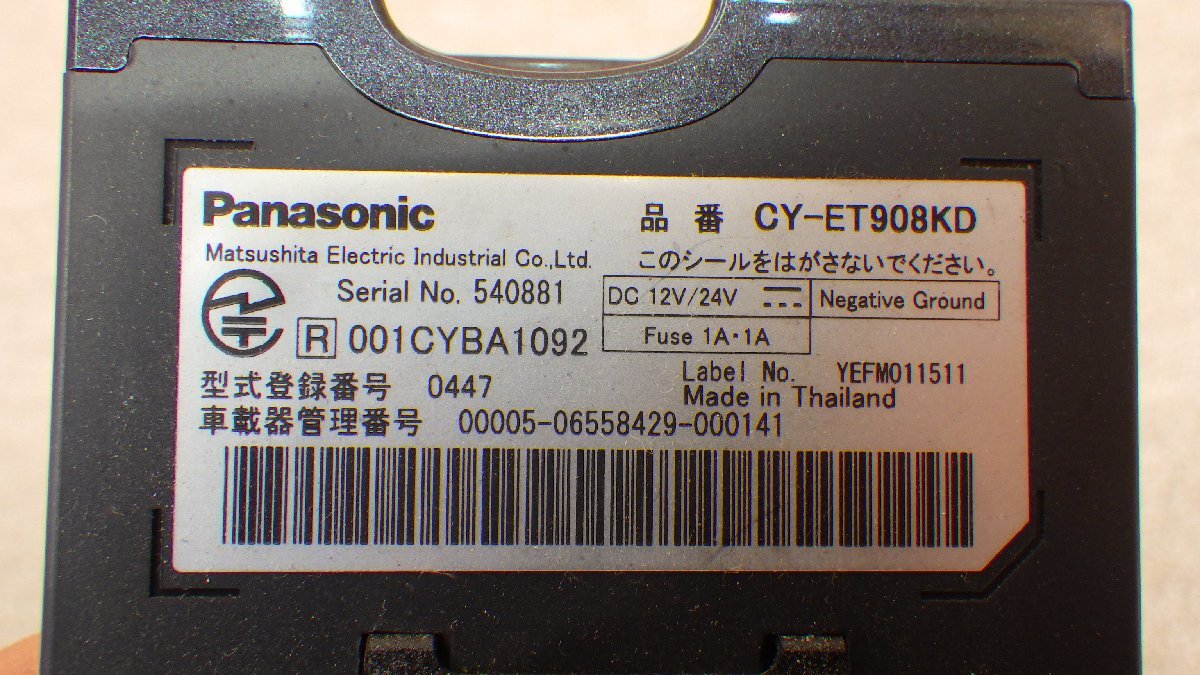 Panasonic 品番 CY-ET908KD
Matsushita Electric Industrial Co.,Ltd. このシールをはがさないでください。
Serial No. 540881 DC 12V/24V Negative Ground
R 001CYBA1092 Fuse 1A・1A
Label No. YEFM011511
型式登録番号 0447 Made in Thailand
車載器管理番号 00005-06558429-000141